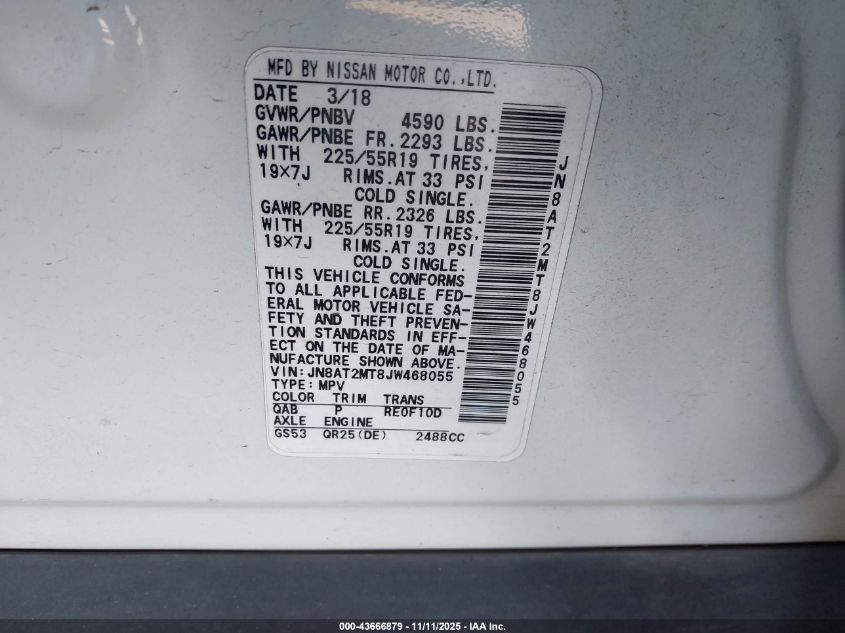 MFD BY NISSAN MOTOR CO.,LTD.
DATE 3/18
GVWR/PNBV 4590 LBS.
GAWR/PNBE FR. 2293 LBS.
WITH 225/55R19 TIRES,
19×7J RIMS. AT 33 PSI
COLD SINGLE.
GAWR/PNBE RR. 2326 LBS.
WITH 225/55R19 TIRES,
19×7J RIMS. AT 33 PSI
COLD SINGLE.
THIS VEHICLE CONFORMS
TO ALL APPLICABLE FED-
ERAL MOTOR VEHICLE SA-
FETY AND THEFT PREVEN-
TION STANDARDS IN EFF-
ECT ON THE DATE OF MA-
NUFACTURE SHOWN ABOVE.
VIN: JN8AT2MT8JW468055
TYPE: MPV
COLOR TRIM TRANS
QAB P RE0F10D
AXLE ENGINE
GS53 QR25(DE) 2488CC
JN8AT2MT8JW468055
000-43666879 - 11/11/2025 - IAA Inc.